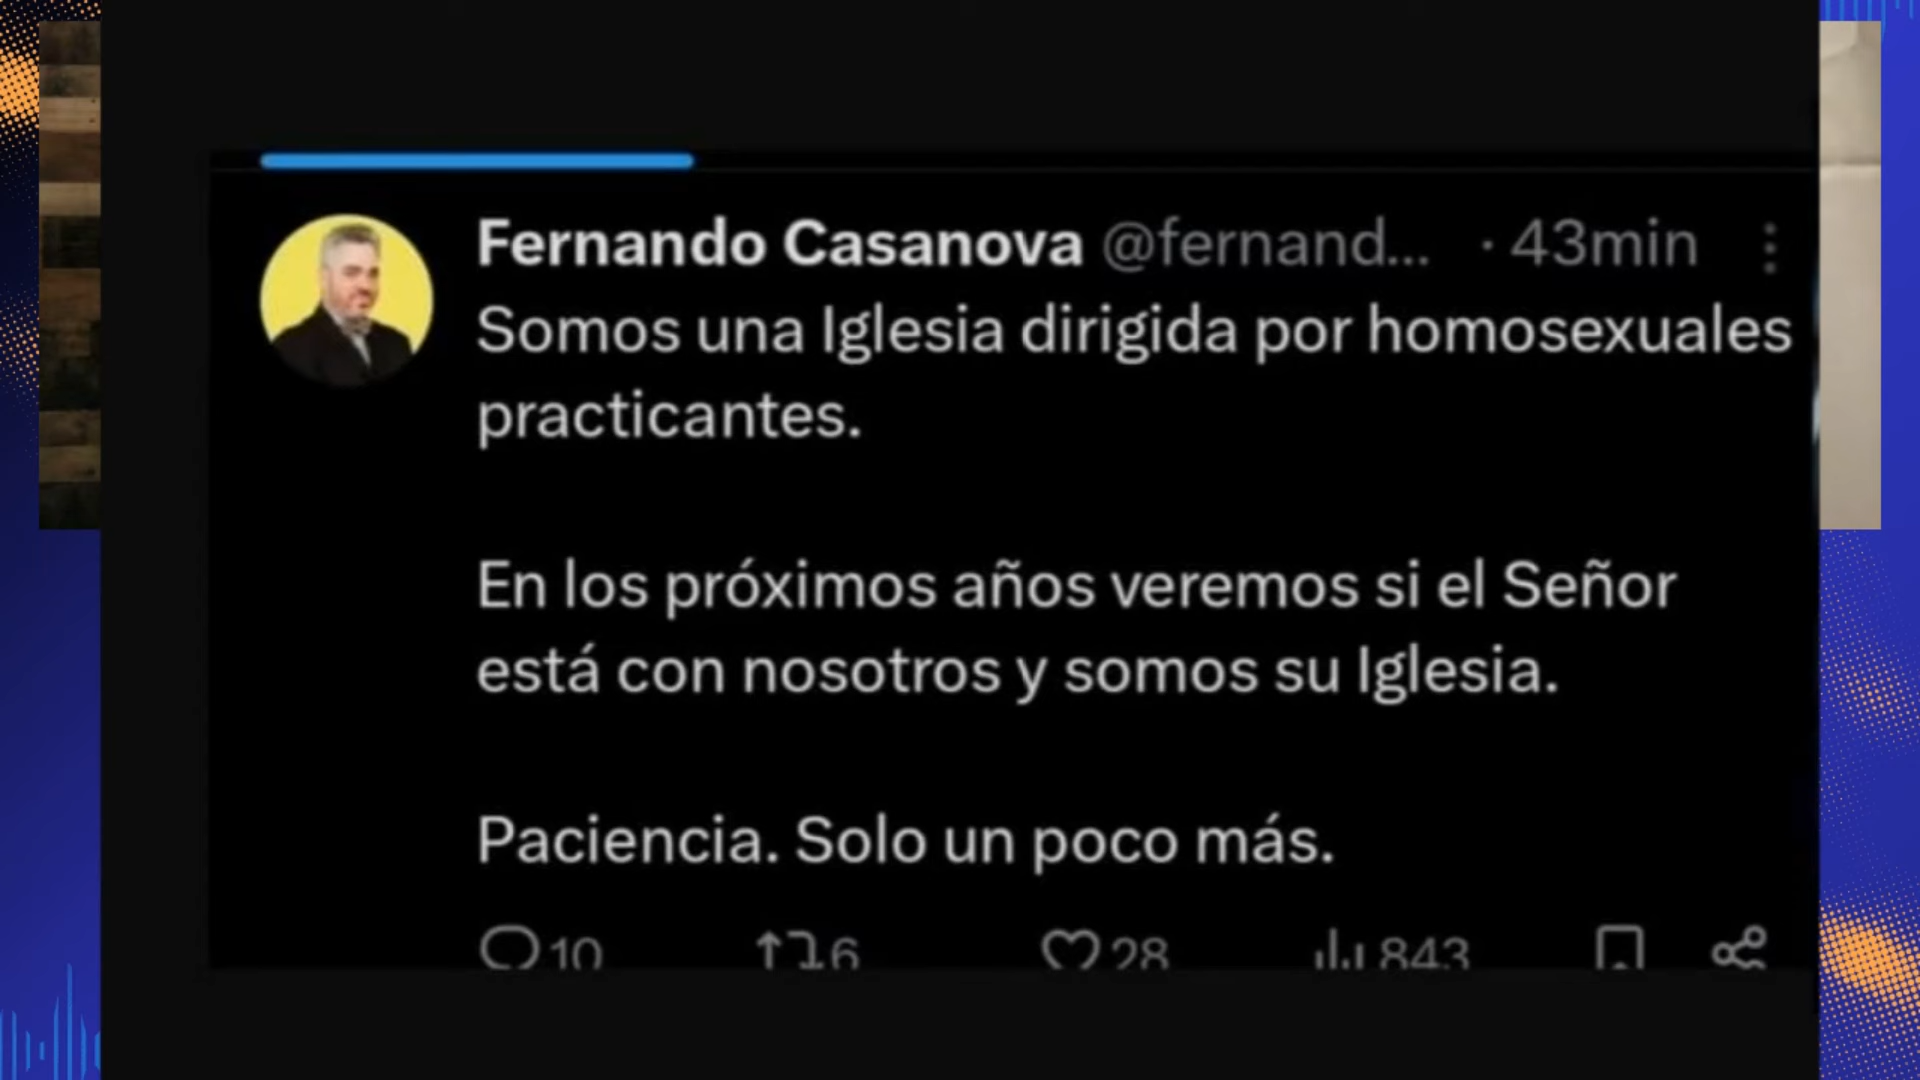 Fernando Casanova @fernand... · 43min
Somos una Iglesia dirigida por homosexuales
practicantes.
En los próximos años veremos si el Señor
está con nosotros y somos su Iglesia.
Paciencia. Solo un poco más.
10 6 28 843